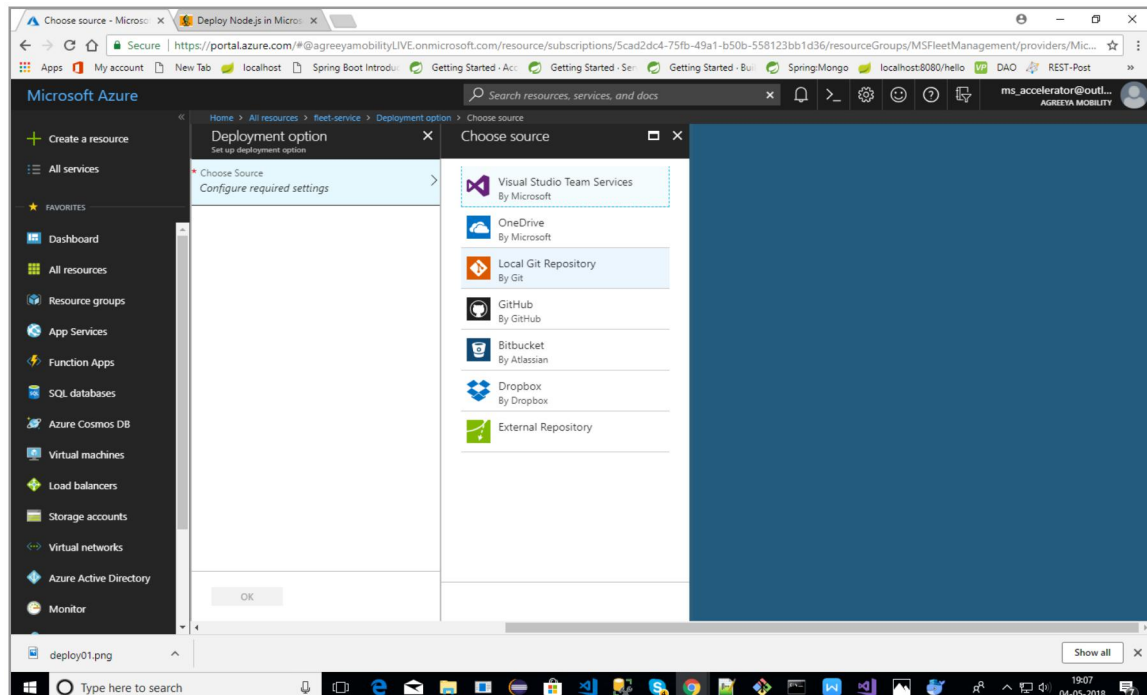 Choose source - Microso
Deploy Node.js in Micros
Secure | https://portal.azure.com/#@agreeyamobilityLIVE.onmicrosoft.com/resource/subscriptions/5cad2dc4-75fb-49a1-b50b-558123bb1d36/resourceGroups/MSFleetManagement/providers/Mic...
Apps My account New Tab localhost Spring Boot Introdu Getting Started · Acc Getting Started · Ser Getting Started · Bui Spring:Mongo localhost:8080/hello VP DAO REST-Post »
Microsoft Azure
Search resources, services, and docs
ms_accelerator@outl...
AGREEYA MOBILITY
Home > All resources > fleet-service > Deployment option > Choose source
Create a resource
All services
FAVORITES
Dashboard
All resources
Resource groups
App Services
Function Apps
SQL databases
Azure Cosmos DB
Virtual machines
Load balancers
Storage accounts
Virtual networks
Azure Active Directory
Monitor
Deployment option
Set up deployment option
* Choose Source
Configure required settings
OK
Choose source
Visual Studio Team Services
By Microsoft
OneDrive
By Microsoft
Local Git Repository
By Git
GitHub
By GitHub
Bitbucket
By Atlassian
Dropbox
By Dropbox
External Repository
deploy01.png
Show all
Type here to search
19:07
04-05-2018